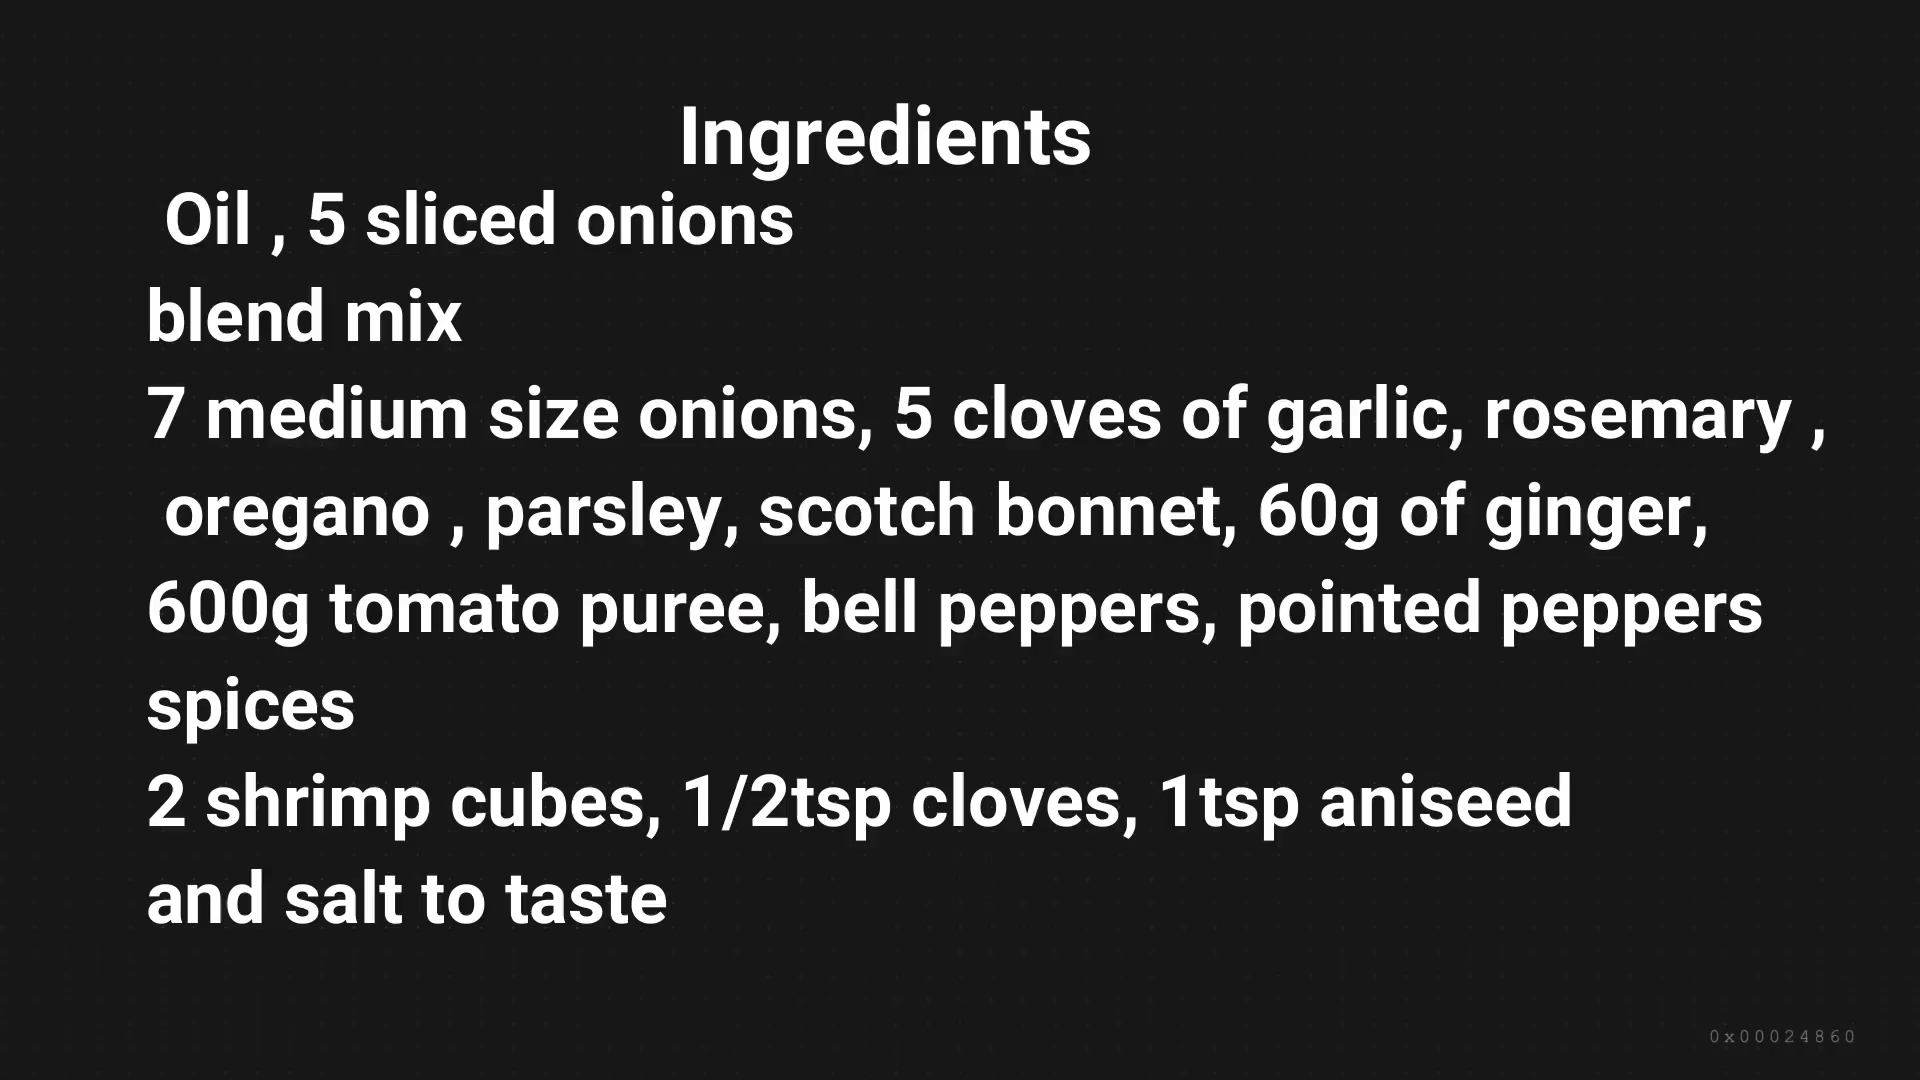 Ingredients
Oil , 5 sliced onions
blend mix
7 medium size onions, 5 cloves of garlic, rosemary ,
oregano , parsley, scotch bonnet, 60g of ginger,
600g tomato puree, bell peppers, pointed peppers
spices
2 shrimp cubes, 1/2tsp cloves, 1tsp aniseed
and salt to taste
0x00024860